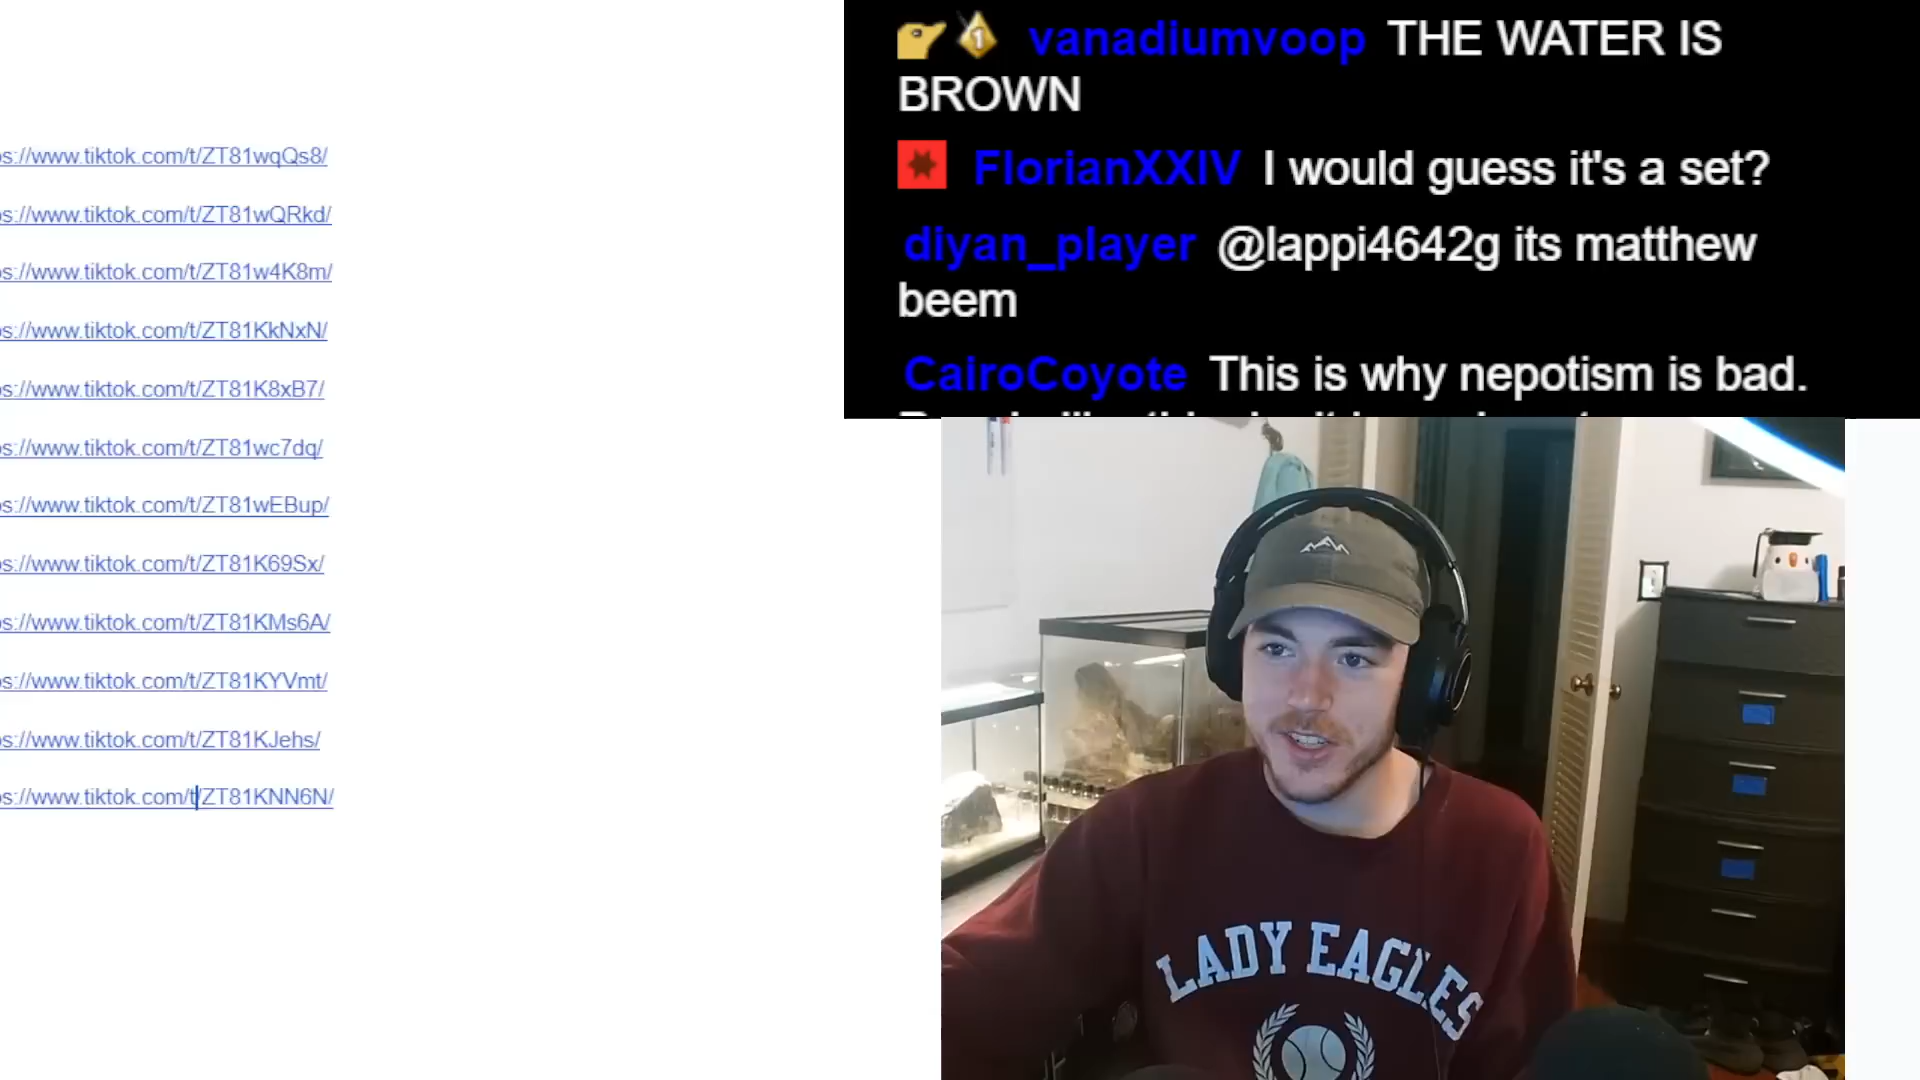 s://www.tiktok.com/t/ZT81wqQs8/
s://www.tiktok.com/t/ZT81wQRkd/
s://www.tiktok.com/t/ZT81w4K8m/
s://www.tiktok.com/t/ZT81KkNxN/
s://www.tiktok.com/t/ZT81K8xB7/
s://www.tiktok.com/t/ZT81wc7dq/
s://www.tiktok.com/t/ZT81wEBup/
s://www.tiktok.com/t/ZT81K69Sx/
s://www.tiktok.com/t/ZT81KMs6A/
s://www.tiktok.com/t/ZT81KYVmt/
s://www.tiktok.com/t/ZT81KJehs/
s://www.tiktok.com/t/ZT81KNN6N/
1 vanadiumvoop THE WATER IS
BROWN
FlorianXXIV I would guess it's a set?
diyan_player @lappi4642g its matthew
beem
CairoCoyote This is why nepotism is bad.
LADY EAGLES